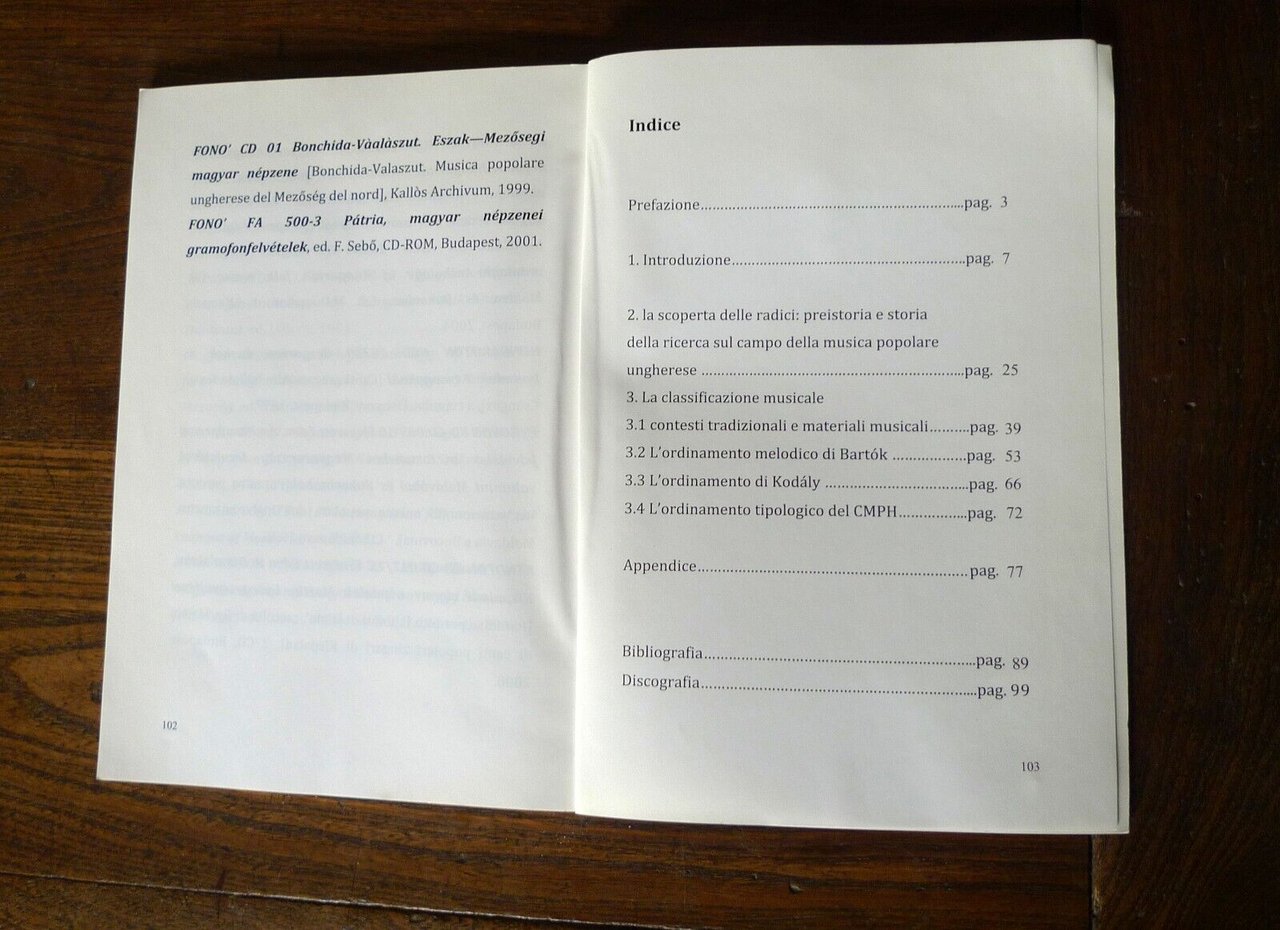 FONO' CD 01 Bonchida-Vàalàszut. Eszak—Mezősegi
magyar népzene [Bonchida-Valaszut. Musica popolare
ungherese del Mezőség del nord], Kallòs Archivum, 1999.
FONO' FA 500-3 Pátria, magyar népzenei
gramofonfelvételek, ed. F. Sebő, CD-ROM, Budapest, 2001.
102
Indice
Prefazione..............................................................pag. 3
1. Introduzione.......................................................pag. 7
2. la scoperta delle radici: preistoria e storia
della ricerca sul campo della musica popolare
ungherese ..............................................................pag. 25
3. La classificazione musicale
3.1 contesti tradizionali e materiali musicali..........pag. 39
3.2 L'ordinamento melodico di Bartók ..................pag. 53
3.3 L'ordinamento di Kodály ..................................pag. 66
3.4 L'ordinamento tipologico del CMPH.................pag. 72
Appendice................................................................pag. 77
Bibliografia................................................................pag. 89
Discografia.................................................................pag. 99
103